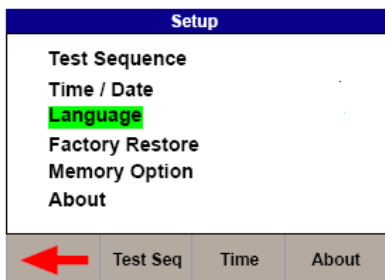 Setup
Test Sequence
Time / Date
Language
Factory Restore
Memory Option
About
Test Seq Time About